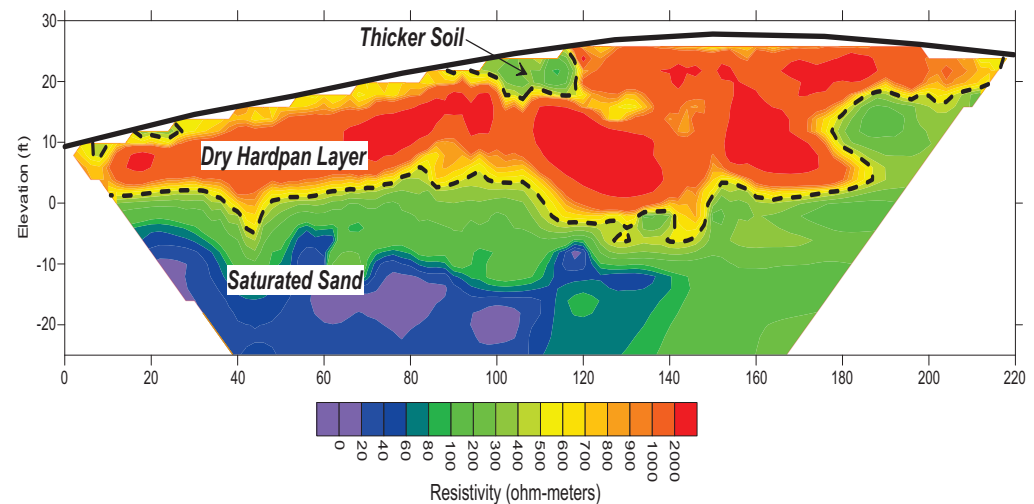 30
20
10
0
-10
-20
Elevation (ft)
Thicker Soil
Dry Hardpan Layer
Saturated Sand
0 20 40 60 80 100 120 140 160 180 200 220
0 20 40 60 80 100 200 300 400 500 600 700 800 900 1000 2000
Resistivity (ohm-meters)